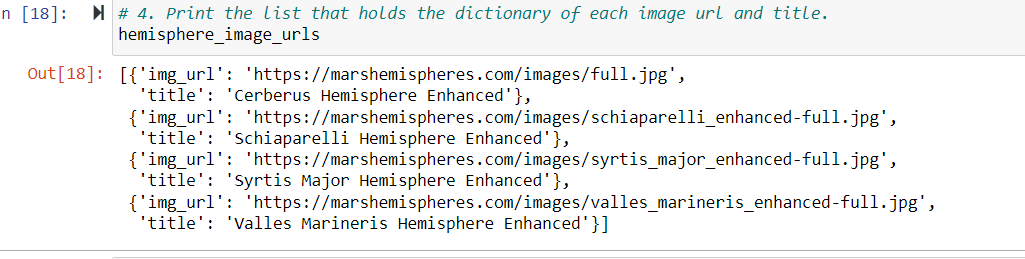 n [18]: # 4. Print the list that holds the dictionary of each image url and title.
hemisphere_image_urls
Out[18]: [{'img_url': 'https://marshemispheres.com/images/full.jpg',
'title': 'Cerberus Hemisphere Enhanced'},
{'img_url': 'https://marshemispheres.com/images/schiaparelli_enhanced-full.jpg',
'title': 'Schiaparelli Hemisphere Enhanced'},
{'img_url': 'https://marshemispheres.com/images/syrtis_major_enhanced-full.jpg',
'title': 'Syrtis Major Hemisphere Enhanced'},
{'img_url': 'https://marshemispheres.com/images/valles_marineris_enhanced-full.jpg',
'title': 'Valles Marineris Hemisphere Enhanced'}]